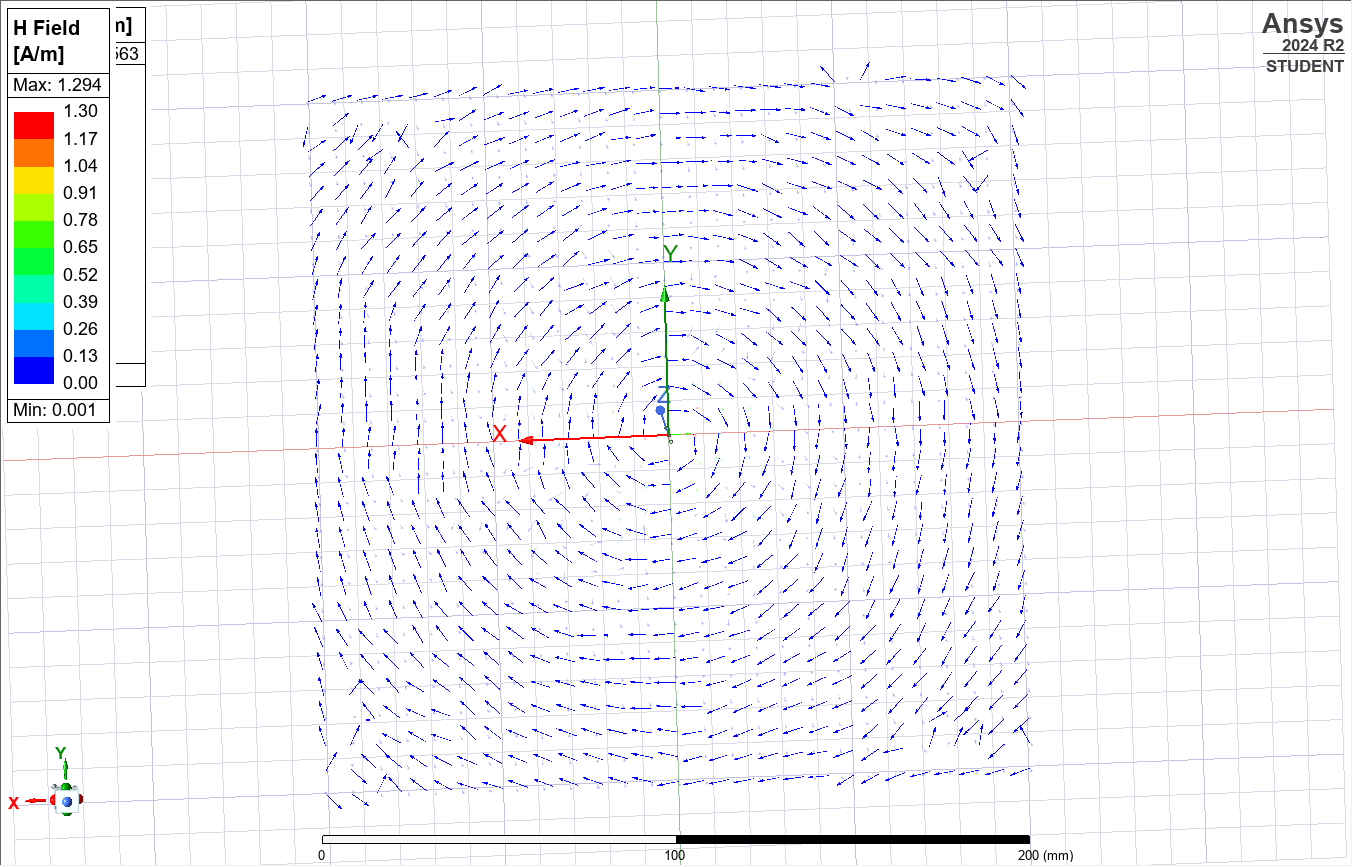 H Field
[A/m]
Max: 1.294
1.30
1.17
1.04
0.91
0.78
0.65
0.52
0.39
0.26
0.13
0.00
Min: 0.001
m]
563
Ansys
2024 R2
STUDENT
Y
Z
X
Y
X
0
100
200 (mm)